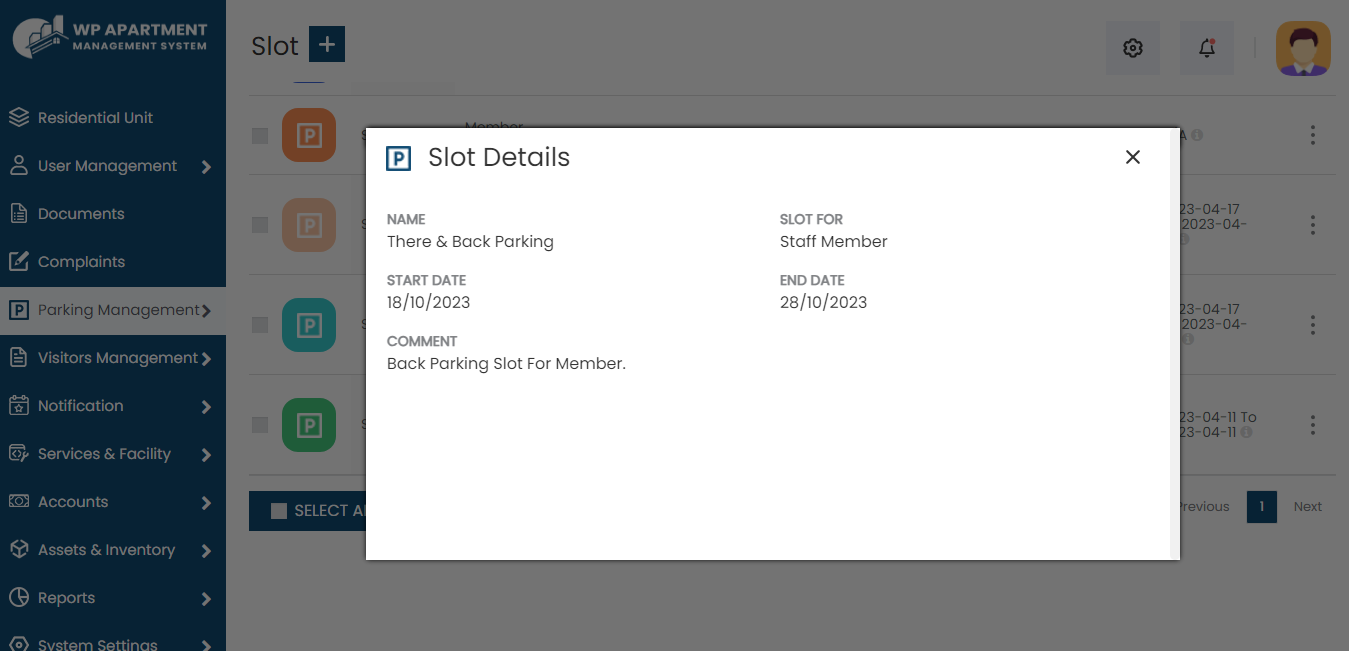 WP APARTMENT
MANAGEMENT SYSTEM
Residential Unit
User Management
Documents
Complaints
Parking Management
Visitors Management
Notification
Services & Facility
Accounts
Assets & Inventory
Reports
System Settings
Slot +
Member
A
Slot Details
NAME
There & Back Parking
SLOT FOR
Staff Member
START DATE
18/10/2023
END DATE
28/10/2023
COMMENT
Back Parking Slot For Member.
23-04-17
2023-04-
23-04-17
2023-04-
23-04-11 To
23-04-11
SELECT A
Previous 1 Next